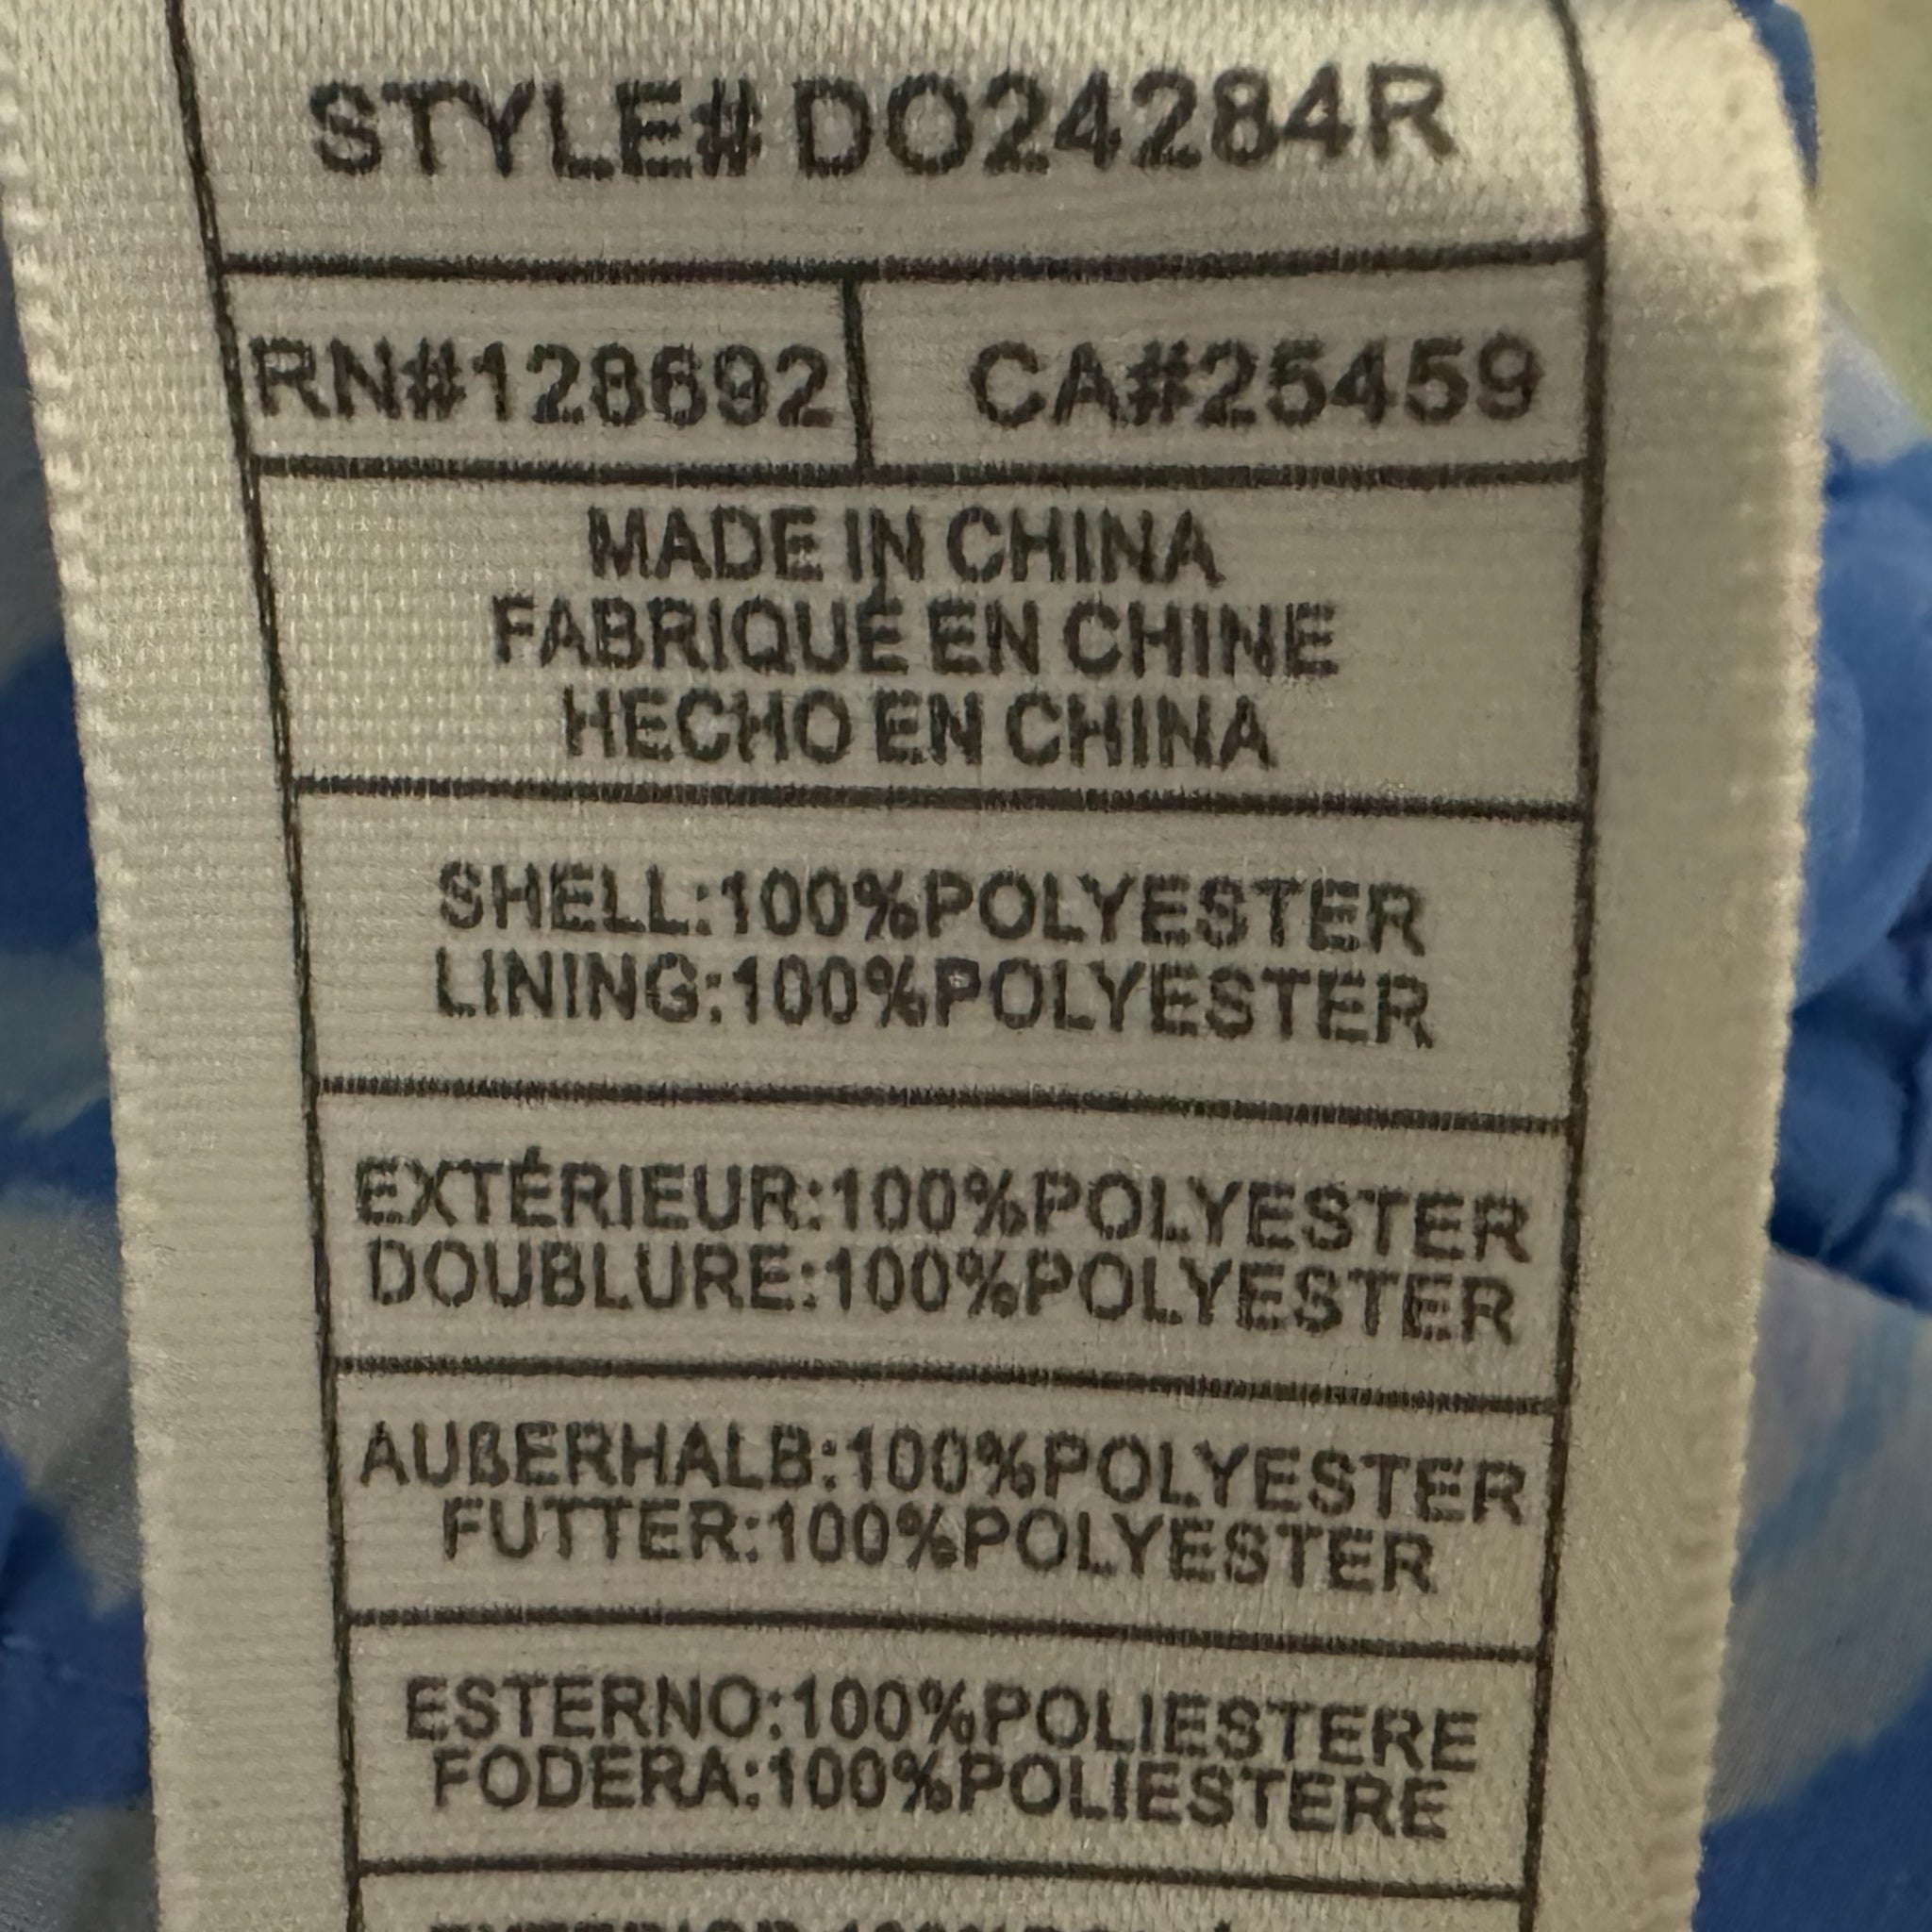 STYLE# DO24284R
RN#128692 CA#25459
MADE IN CHINA
FABRIQUÉ EN CHINE
HECHO EN CHINA
SHELL:100%POLYESTER
LINING:100%POLYESTER
EXTÉRIEUR:100%POLYESTER
DOUBLURE:100%POLYESTER
AUßERHALB:100%POLYESTER
FUTTER:100%POLYESTER
ESTERNO:100%POLIESTERE
FODERA:100%POLIESTERE